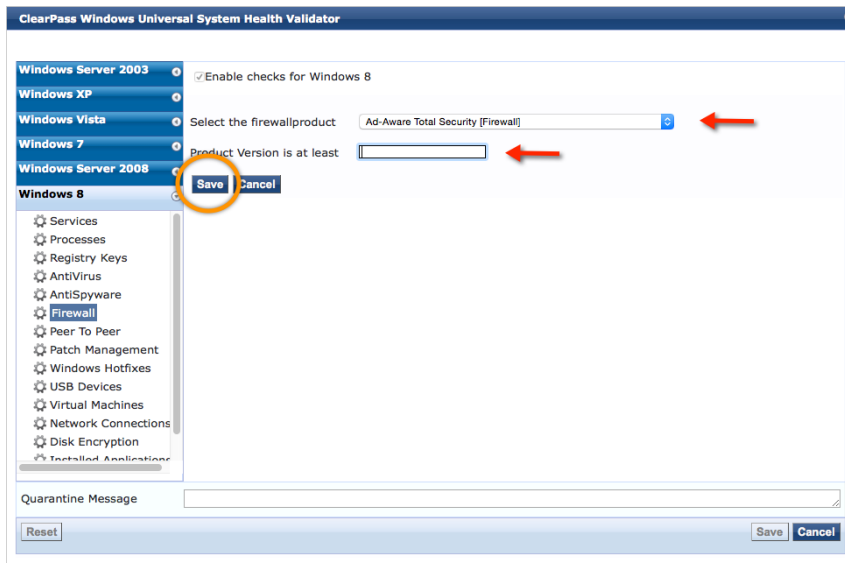 ClearPass Windows Universal System Health Validator
Windows Server 2003
Windows XP
Windows Vista
Windows 7
Windows Server 2008
Windows 8
Services
Processes
Registry Keys
AntiVirus
AntiSpyware
Firewall
Peer To Peer
Patch Management
Windows Hotfixes
USB Devices
Virtual Machines
Network Connections
Disk Encryption
Installed Applications
Enable checks for Windows 8
Select the firewallproduct Ad-Aware Total Security [Firewall]
Product Version is at least
Save Cancel
Quarantine Message
Reset Save Cancel